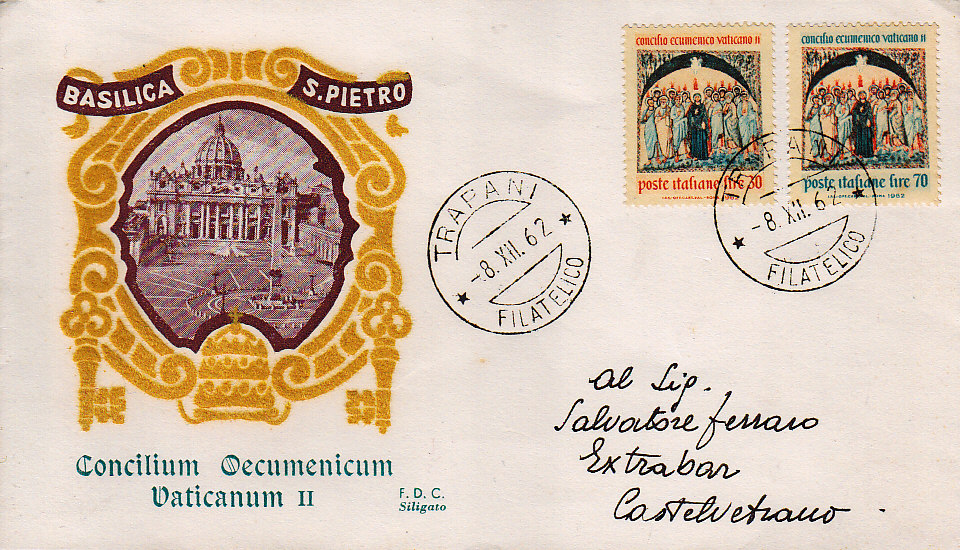 BASILICA S. PIETRO
Concilium Oecumenicum
Vaticanum II
F. D. C.
Siligato
concilio ecumenico vaticano II
poste italiane lire 30
concilio ecumenico vaticano II
poste italiane lire 70
1962
TRAPANI
-8. XII. 62
FILATELICO
TRAPANI
-8. XII. 62
FILATELICO
Al Sig.
Salvatore Ferraro
Extrabar
Castelvetrano